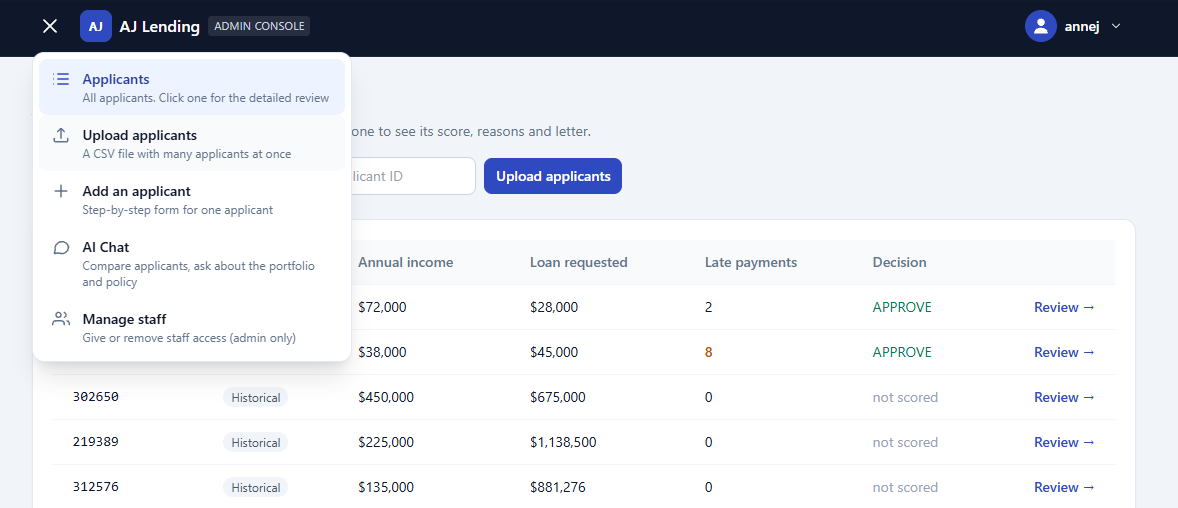 AJ AJ Lending ADMIN CONSOLE annej
Applicants
All applicants. Click one for the detailed review
Upload applicants
A CSV file with many applicants at once
Add an applicant
Step-by-step form for one applicant
AI Chat
Compare applicants, ask about the portfolio
and policy
Manage staff
Give or remove staff access (admin only)
one to see its score, reasons and letter.
ID Upload applicants
Annual income Loan requested Late payments Decision
$72,000 $28,000 2 APPROVE Review →
$38,000 $45,000 8 APPROVE Review →
302650 Historical $450,000 $675,000 0 not scored Review →
219389 Historical $225,000 $1,138,500 0 not scored Review →
312576 Historical $135,000 $881,276 0 not scored Review →